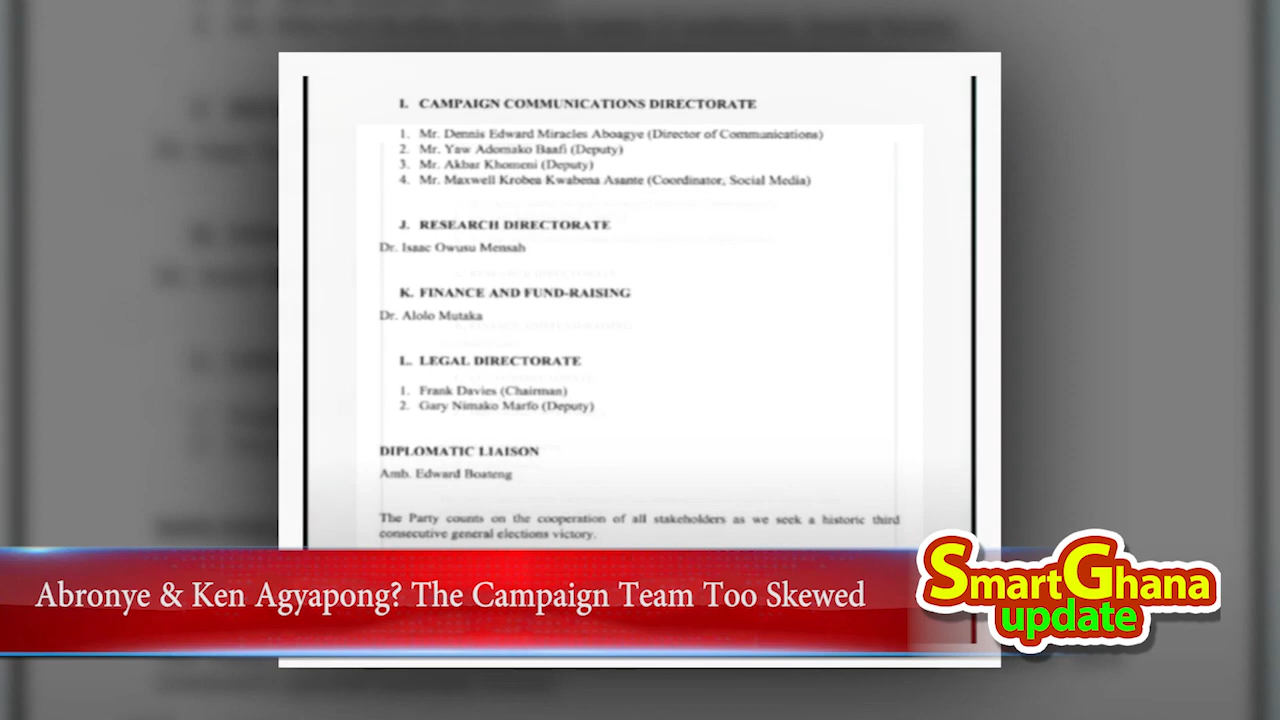 I. CAMPAIGN COMMUNICATIONS DIRECTORATE
1. Mr. Dennis Edward Miracles Aboagye (Director of Communications)
2. Mr. Yaw Adomako Baafi (Deputy)
3. Mr. Akbar Khomeni (Deputy)
4. Mr. Maxwell Krobea Kwabena Asante (Coordinator, Social Media)
J. RESEARCH DIRECTORATE
Dr. Isaac Owusu Mensah
K. FINANCE AND FUND-RAISING
Dr. Alolo Mutaka
L. LEGAL DIRECTORATE
1. Frank Davies (Chairman)
2. Gary Nimako Marfo (Deputy)
DIPLOMATIC LIAISON
Amb. Edward Boateng
The Party counts on the cooperation of all stakeholders as we seek a historic third
consecutive general elections victory.
Abronye & Ken Agyapong? The Campaign Team Too Skewed
SmartGhana
update